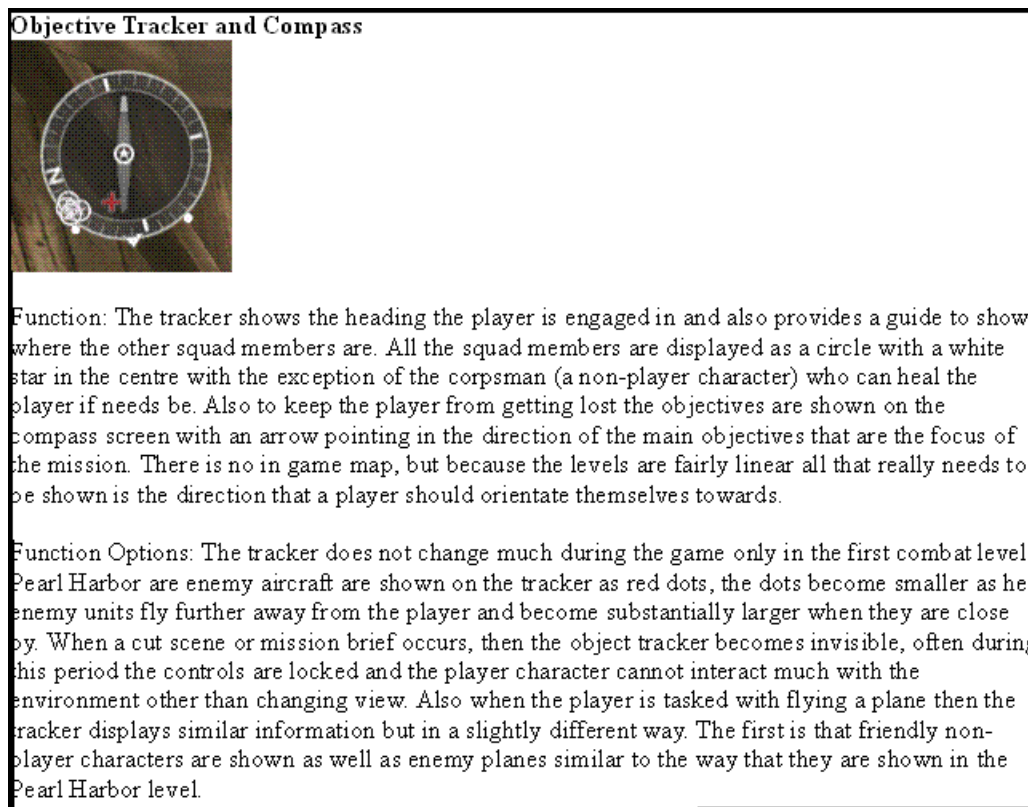 Objective Tracker and Compass
N
Function: The tracker shows the heading the player is engaged in and also provides a guide to show
where the other squad members are. All the squad members are displayed as a circle with a white
star in the centre with the exception of the corpsman (a non-player character) who can heal the
player if needs be. Also to keep the player from getting lost the objectives are shown on the
compass screen with an arrow pointing in the direction of the main objectives that are the focus of
the mission. There is no in game map, but because the levels are fairly linear all that really needs to
be shown is the direction that a player should orientate themselves towards.
Function Options: The tracker does not change much during the game only in the first combat level
Pearl Harbor are enemy aircraft are shown on the tracker as red dots, the dots become smaller as he
enemy units fly further away from the player and become substantially larger when they are close
by. When a cut scene or mission brief occurs, then the object tracker becomes invisible, often during
this period the controls are locked and the player character cannot interact much with the
environment other than changing view. Also when the player is tasked with flying a plane then the
tracker displays similar information but in a slightly different way. The first is that friendly non-
player characters are shown as well as enemy planes similar to the way that they are shown in the
Pearl Harbor level.